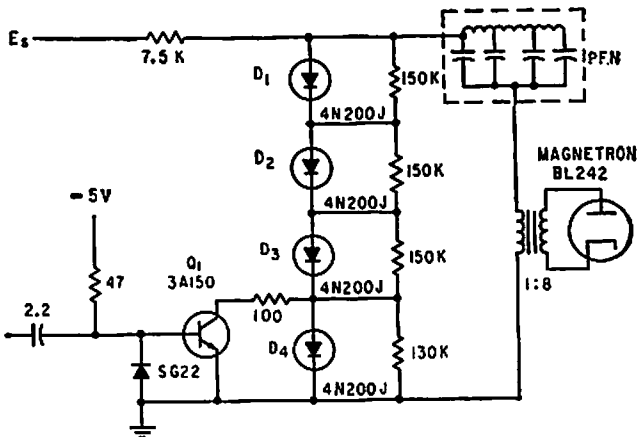 Es
7.5 K
D1
150K
P.F.N
4N200J
D2
150K
MAGNETRON
BL242
4N200J
-5V
D3
150K
Q1
3A150
47
1:8
4N200J
100
2.2
D4
130K
SG22
4N200J